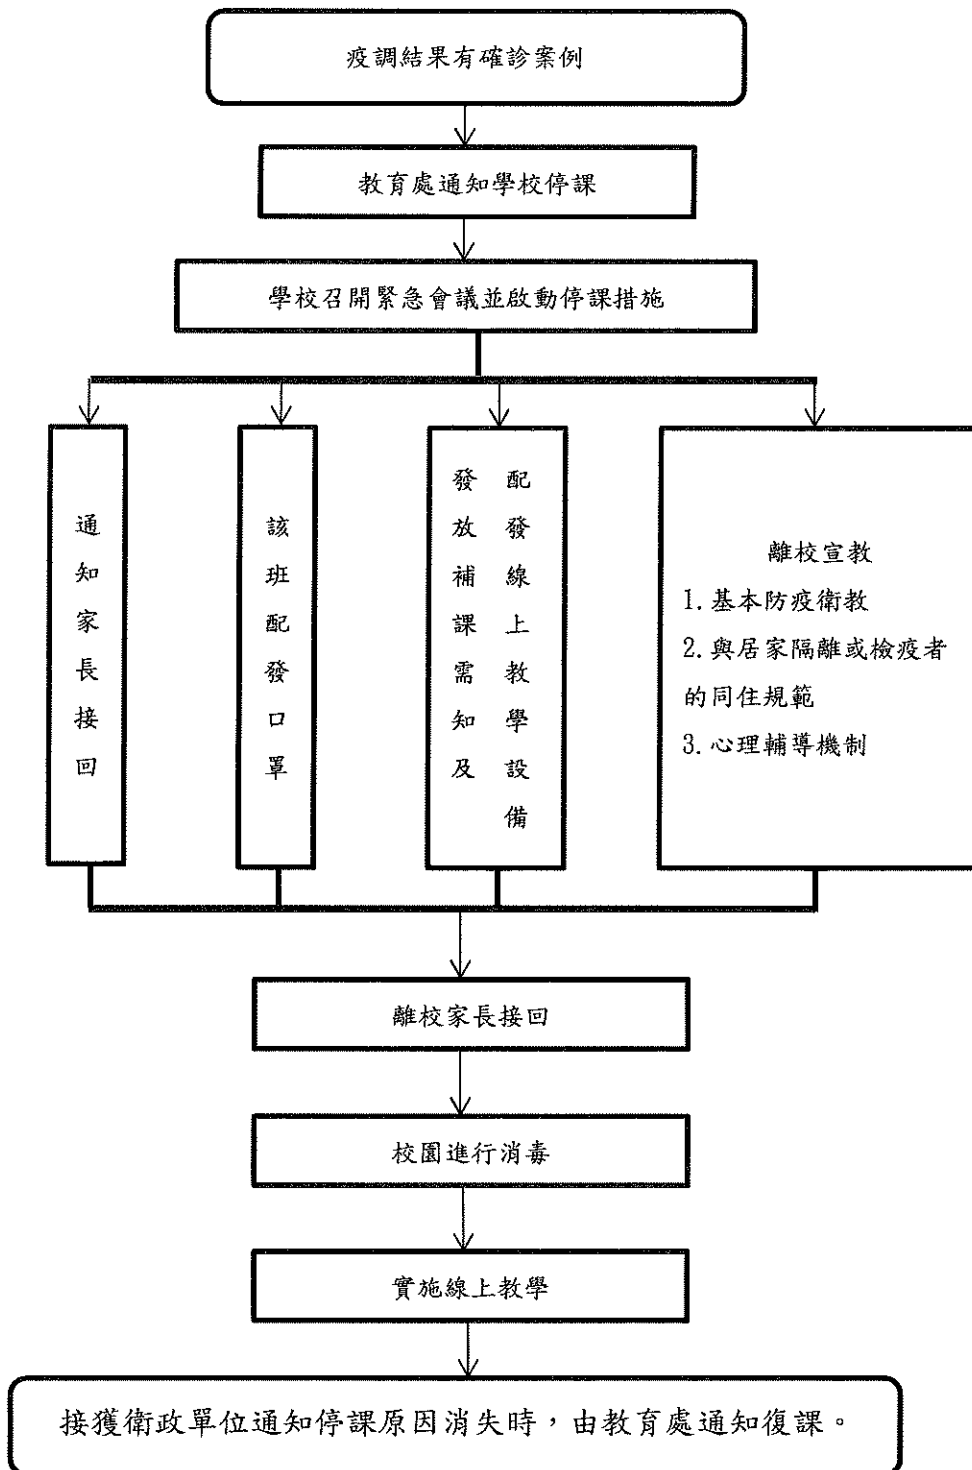 疫調結果有確診案例
教育處通知學校停課
學校召開緊急會議並啟動停課措施
通知家長接回
該班配發口罩
發放補課需知及
配發線上教學設備
離校宣教
1.基本防疫衛教
2.與居家隔離或檢疫者
的同住規範
3.心理輔導機制
離校家長接回
校園進行消毒
實施線上教學
接獲衛政單位通知停課原因消失時，由教育處通知復課。